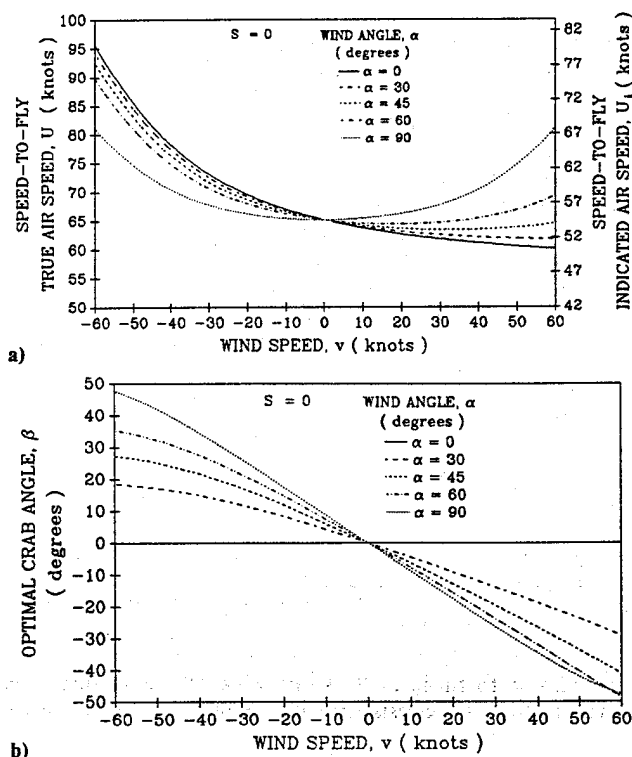 S = 0
WIND ANGLE, α
( degrees )
α = 0
α = 30
α = 45
α = 60
α = 90
SPEED-TO-FLY
TRUE AIR SPEED, U ( knots )
100
95
90
85
80
75
70
65
60
55
50
82
77
72
67
62
57
52
47
42
SPEED-TO-FLY
INDICATED AIR SPEED, Ui ( knots )
-60 -50 -40 -30 -20 -10 0 10 20 30 40 50 60
WIND SPEED, v ( knots )
a)
S = 0
WIND ANGLE, α
( degrees )
α = 0
α = 30
α = 45
α = 60
α = 90
OPTIMAL CRAB ANGLE, β
( degrees )
50
40
30
20
10
0
-10
-20
-30
-40
-50
-60 -50 -40 -30 -20 -10 0 10 20 30 40 50 60
WIND SPEED, v ( knots )
b)